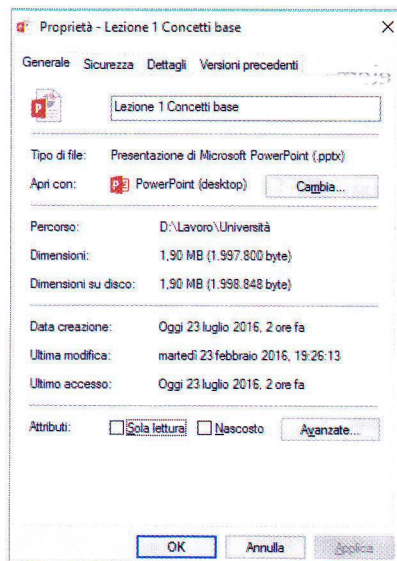 Proprietà - Lezione 1 Concetti base
Generale Sicurezza Dettagli Versioni precedenti
Lezione 1 Concetti base
Tipo di file: Presentazione di Microsoft PowerPoint (.pptx)
Apri con: PowerPoint (desktop) Cambia...
Percorso: D:\Lavoro\Università
Dimensioni: 1,90 MB (1.997.800 byte)
Dimensioni su disco: 1,90 MB (1.998.848 byte)
Data creazione: Oggi 23 luglio 2016, 2 ore fa
Ultima modifica: martedì 23 febbraio 2016, 19:26:13
Ultimo accesso: Oggi 23 luglio 2016, 2 ore fa
Attributi: Sola lettura Nascosto Avanzate...
OK Annulla Applica